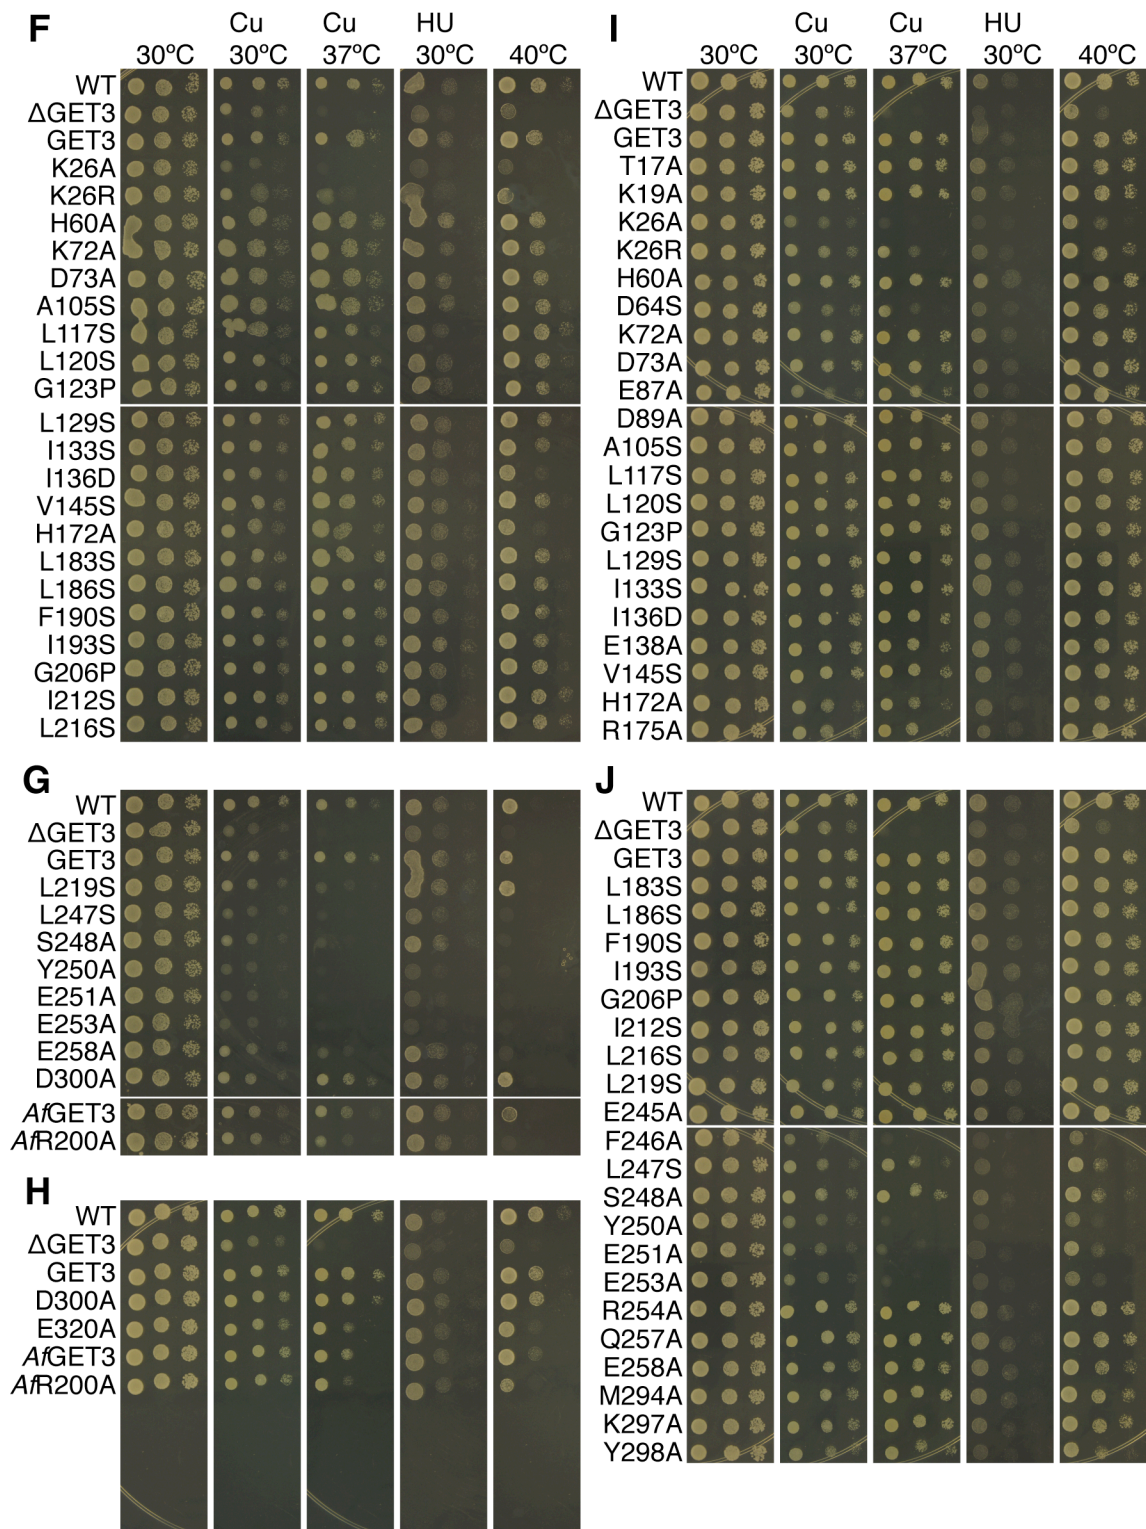 F
Cu Cu HU
30ºC 30ºC 37ºC 30ºC 40ºC
WT
ΔGET3
GET3
K26A
K26R
H60A
K72A
D73A
A105S
L117S
L120S
G123P
L129S
I133S
I136D
V145S
H172A
L183S
L186S
F190S
I193S
G206P
I212S
L216S
G
WT
ΔGET3
GET3
L219S
L247S
S248A
Y250A
E251A
E253A
E258A
D300A
AfGET3
AfR200A
H
WT
ΔGET3
GET3
D300A
E320A
AfGET3
AfR200A
I
Cu Cu HU
30ºC 30ºC 37ºC 30ºC 40ºC
WT
ΔGET3
GET3
T17A
K19A
K26A
K26R
H60A
D64S
K72A
D73A
E87A
D89A
A105S
L117S
L120S
G123P
L129S
I133S
I136D
E138A
V145S
H172A
R175A
J
WT
ΔGET3
GET3
L183S
L186S
F190S
I193S
G206P
I212S
L216S
L219S
E245A
F246A
L247S
S248A
Y250A
E251A
E253A
R254A
Q257A
E258A
M294A
K297A
Y298A